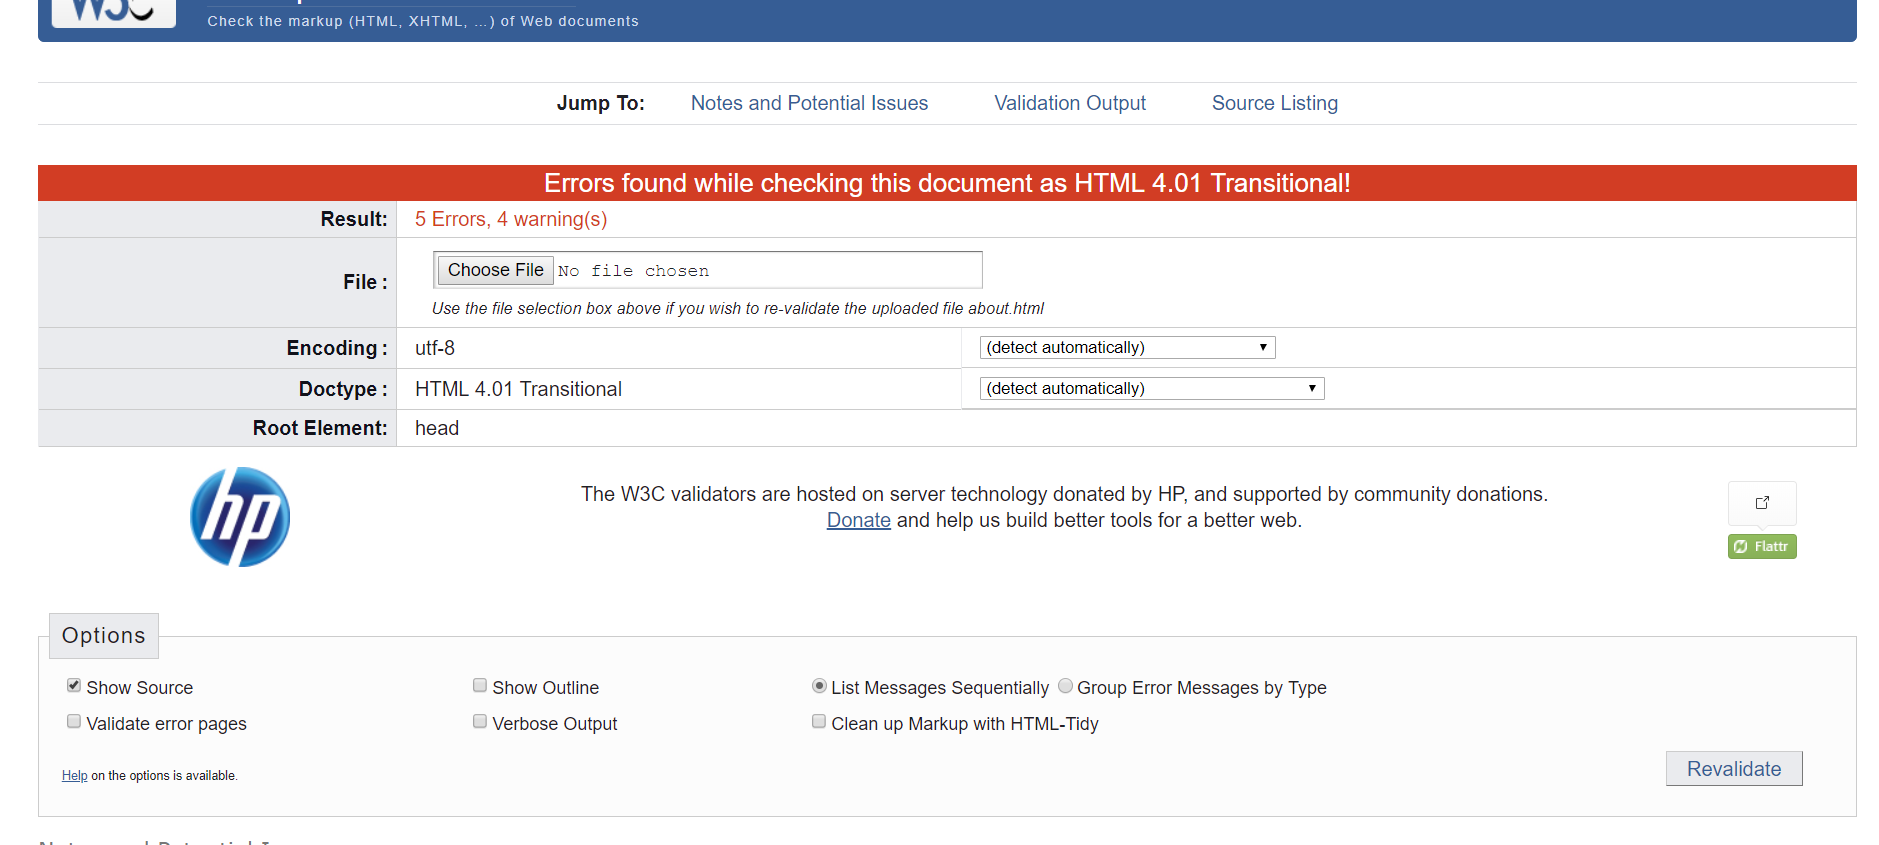 W3C
Check the markup (HTML, XHTML, ...) of Web documents
Jump To: Notes and Potential Issues Validation Output Source Listing
Errors found while checking this document as HTML 4.01 Transitional!
Result: 5 Errors, 4 warning(s)
File : Choose File No file chosen
Use the file selection box above if you wish to re-validate the uploaded file about.html
Encoding : utf-8 (detect automatically)
Doctype : HTML 4.01 Transitional (detect automatically)
Root Element: head
hp
The W3C validators are hosted on server technology donated by HP, and supported by community donations.
Donate and help us build better tools for a better web.
Flattr
Options
Show Source Show Outline List Messages Sequentially Group Error Messages by Type
Validate error pages Verbose Output Clean up Markup with HTML-Tidy
Help on the options is available.
Revalidate